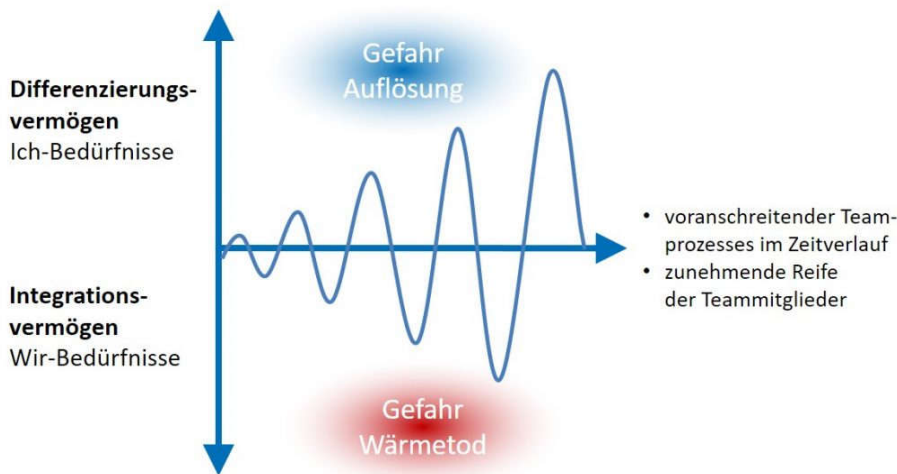 Gefahr
Auflösung
Differenzierungs-
vermögen
Ich-Bedürfnisse
• voranschreitender Team-
prozesses im Zeitverlauf
• zunehmende Reife
der Teammitglieder
Integrations-
vermögen
Wir-Bedürfnisse
Gefahr
Wärmetod